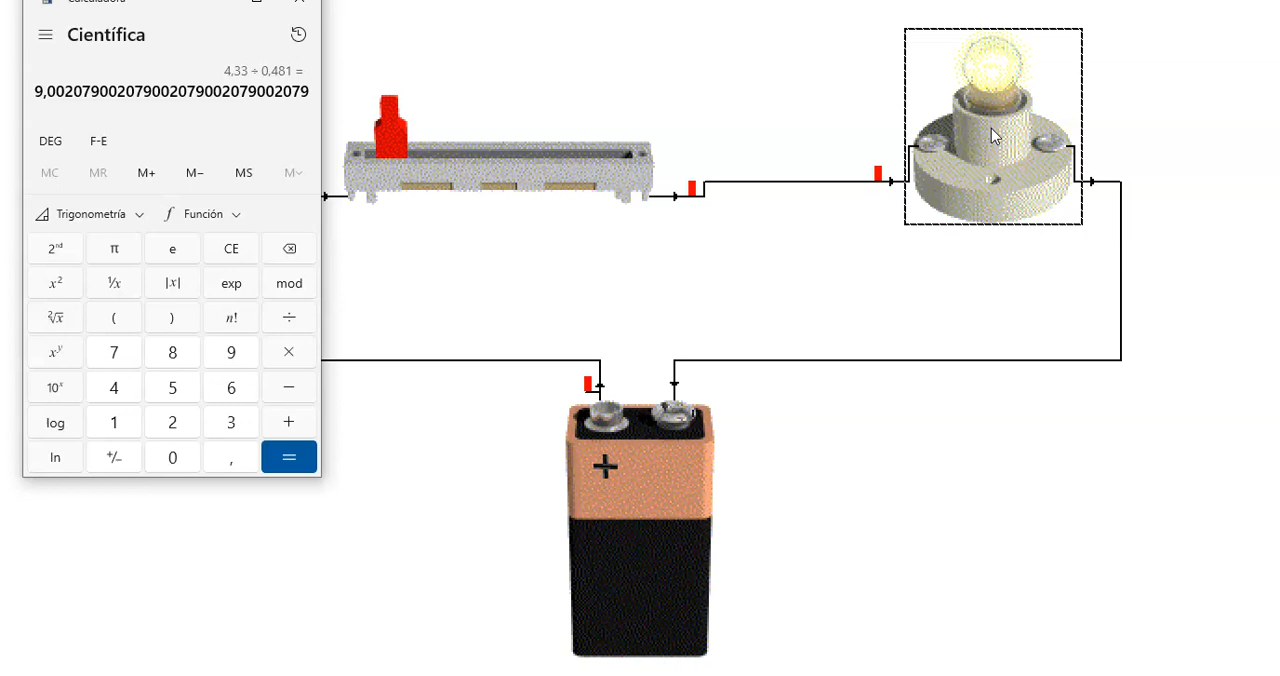 Calculadora
Científica
4,33 ÷ 0,481 =
9,002079002079002079002079002079
DEG F-E
MC MR M+ M− MS M
Trigonometría f Función
2nd π e CE
x² ¹/x |x| exp mod
²√x ( ) n! ÷
xʸ 7 8 9 ×
10ˣ 4 5 6 −
log 1 2 3 +
ln +/− 0 , =
+